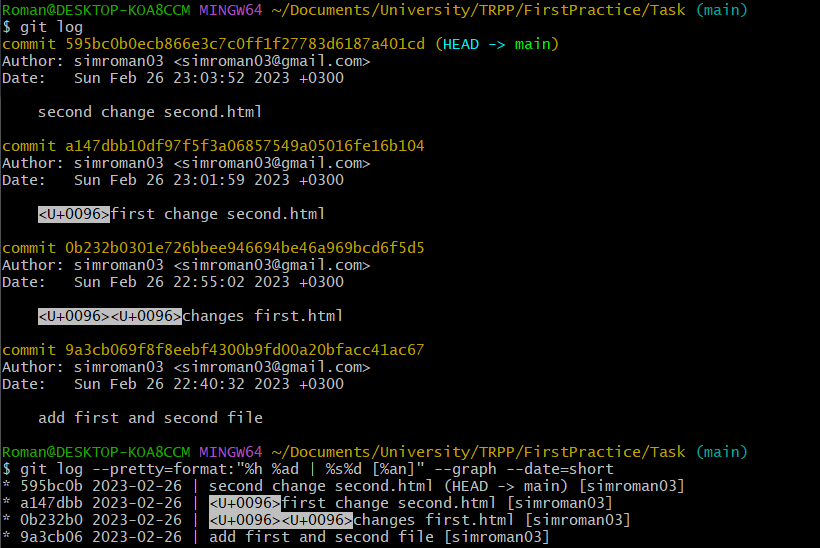 Roman@DESKTOP-KOA8CCM MINGW64 ~/Documents/University/TRPP/FirstPractice/Task (main)
$ git log
commit 595bc0b0ecb866e3c7c0ff1f27783d6187a401cd (HEAD -> main)
Author: simroman03 <simroman03@gmail.com>
Date:   Sun Feb 26 23:03:52 2023 +0300
    second change second.html
commit a147dbb10df97f5f3a06857549a05016fe16b104
Author: simroman03 <simroman03@gmail.com>
Date:   Sun Feb 26 23:01:59 2023 +0300
    <U+0096>first change second.html
commit 0b232b0301e726bbee946694be46a969bcd6f5d5
Author: simroman03 <simroman03@gmail.com>
Date:   Sun Feb 26 22:55:02 2023 +0300
    <U+0096><U+0096>changes first.html
commit 9a3cb069f8f8eebf4300b9fd00a20bfacc41ac67
Author: simroman03 <simroman03@gmail.com>
Date:   Sun Feb 26 22:40:32 2023 +0300
    add first and second file
Roman@DESKTOP-KOA8CCM MINGW64 ~/Documents/University/TRPP/FirstPractice/Task (main)
$ git log --pretty=format:"%h %ad | %s%d [%an]" --graph --date=short
* 595bc0b 2023-02-26 | second change second.html (HEAD -> main) [simroman03]
* a147dbb 2023-02-26 | <U+0096>first change second.html [simroman03]
* 0b232b0 2023-02-26 | <U+0096><U+0096>changes first.html [simroman03]
* 9a3cb06 2023-02-26 | add first and second file [simroman03]